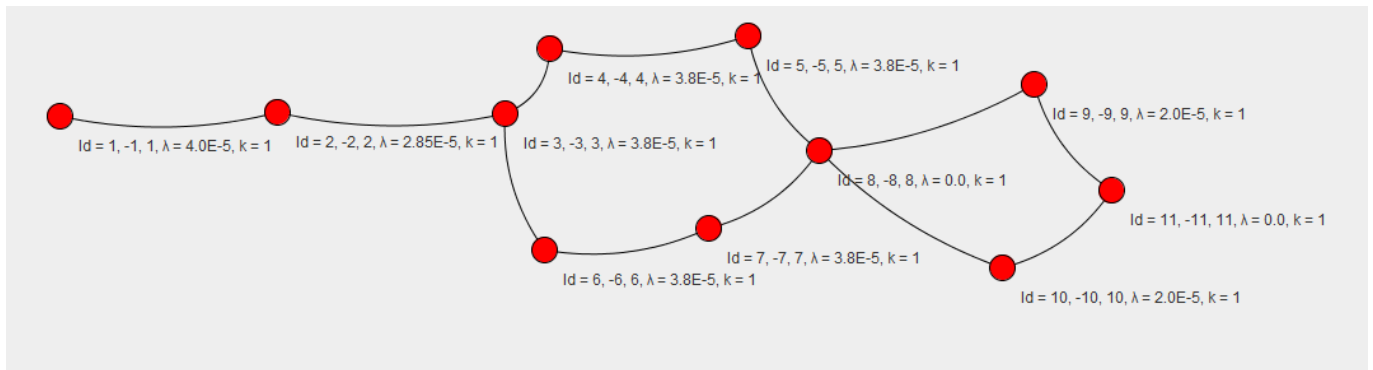 Id = 5, -5, 5, λ = 3.8E-5, k = 1
Id = 4, -4, 4, λ = 3.8E-5, k = 1
Id = 9, -9, 9, λ = 2.0E-5, k = 1
Id = 1, -1, 1, λ = 4.0E-5, k = 1
Id = 2, -2, 2, λ = 2.85E-5, k = 1
Id = 3, -3, 3, λ = 3.8E-5, k = 1
Id = 8, -8, 8, λ = 0.0, k = 1
Id = 11, -11, 11, λ = 0.0, k = 1
Id = 7, -7, 7, λ = 3.8E-5, k = 1
Id = 6, -6, 6, λ = 3.8E-5, k = 1
Id = 10, -10, 10, λ = 2.0E-5, k = 1